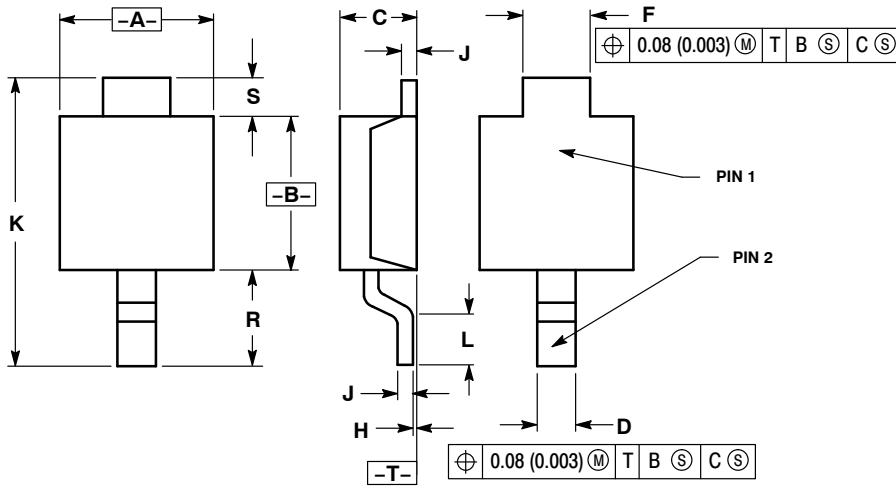 –A–
C
F
⌖ 0.08 (0.003) Ⓜ T B Ⓢ C Ⓢ
J
S
–B–
K
PIN 1
PIN 2
R
L
J
H
D
⌖ 0.08 (0.003) Ⓜ T B Ⓢ C Ⓢ
–T–